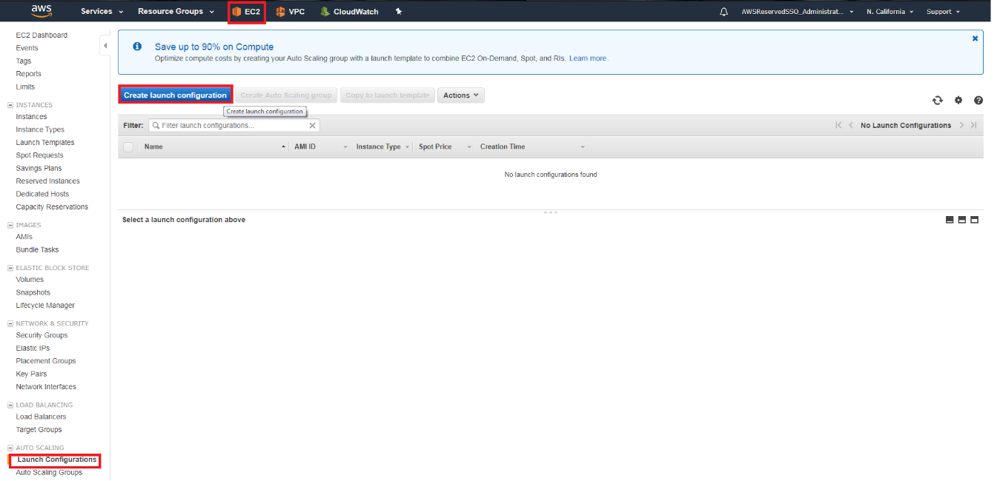 aws Services Resource Groups EC2 VPC CloudWatch AWSReservedSSO_Administrat... N. California Support
EC2 Dashboard
Events
Tags
Reports
Limits
INSTANCES
Instances
Instance Types
Launch Templates
Spot Requests
Savings Plans
Reserved Instances
Dedicated Hosts
Capacity Reservations
IMAGES
AMIs
Bundle Tasks
ELASTIC BLOCK STORE
Volumes
Snapshots
Lifecycle Manager
NETWORK & SECURITY
Security Groups
Elastic IPs
Placement Groups
Key Pairs
Network Interfaces
LOAD BALANCING
Load Balancers
Target Groups
AUTO SCALING
Launch Configurations
Auto Scaling Groups
Save up to 90% on Compute
Optimize compute costs by creating your Auto Scaling group with a launch template to combine EC2 On-Demand, Spot, and RIs. Learn more.
Create launch configuration Create Auto Scaling group Copy to launch template Actions
Create launch configuration
Filter: Filter launch configurations... No Launch Configurations
Name AMI ID Instance Type Spot Price Creation Time
No launch configurations found
Select a launch configuration above